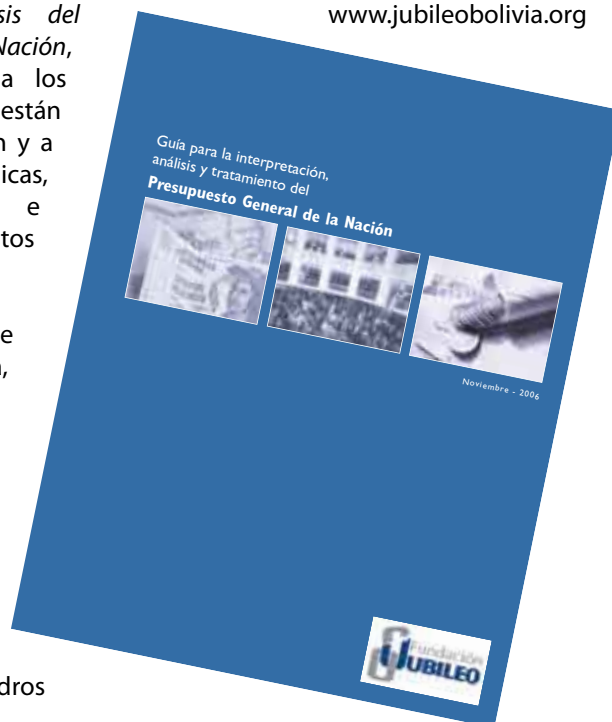 sis del
Nación,
a los
están
n y a
icas,
e
tos
e
,
dros
www.jubileobolivia.org
Guía para la interpretación,
análisis y tratamiento del
Presupuesto General de la Nación
Noviembre - 2006
Fundación
JUBILEO